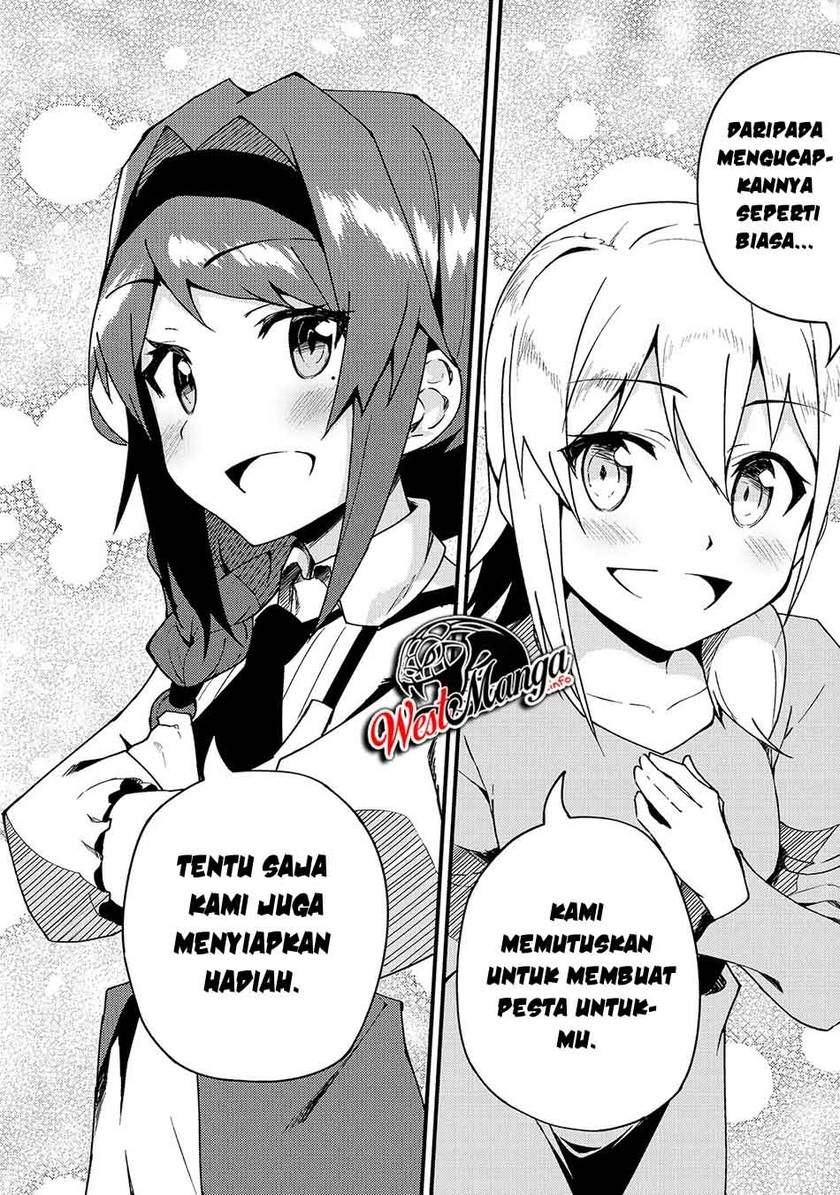 DARIPADA
MENGUCAP-
KANNYA
SEPERTI
BIASA...
KAMI
MEMUTUSKAN
UNTUK MEMBUAT
PESTA UNTUK-
MU.
TENTU SAJA
KAMI JUGA
MENYIAPKAN
HADIAH.
WestManga
.info